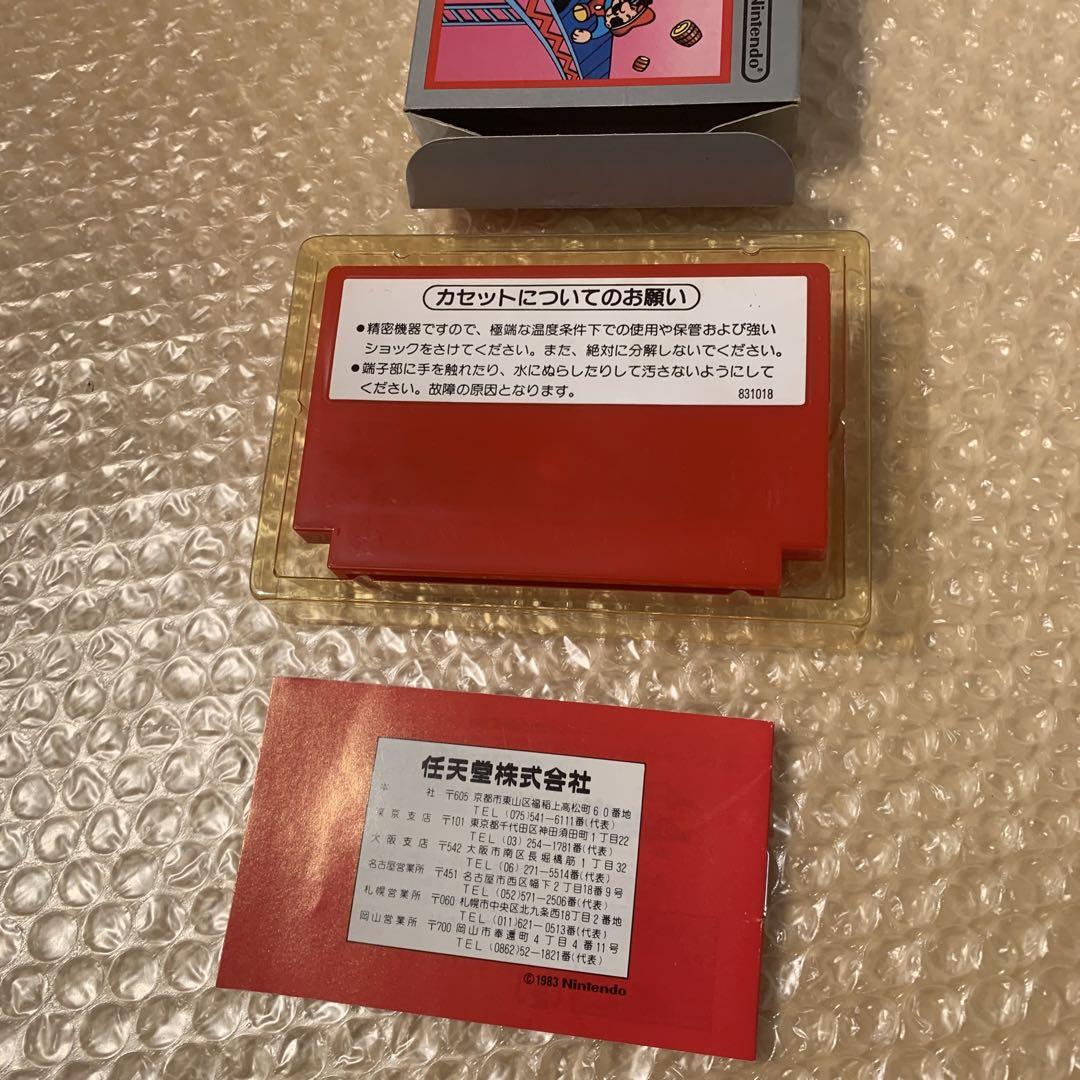 Nintendo®
カセットについてのお願い
●精密機器ですので、極端な温度条件下での使用や保管および強い
ショックをさけてください。また、絶対に分解しないでください。
●端子部に手を触れたり、水にぬらしたりして汚さないようにして
ください。故障の原因となります。
831018
任天堂株式会社
社 〒605 京都市東山区福稲上高松町60番地
TEL (075)541-6111番(代表)
東京支店 〒101 東京都千代田区神田須田町1丁目22
TEL (03) 254-1781番(代表)
大阪支店 〒542 大阪市南区長堀橋筋1丁目32
TEL (06) 271-5514番(代表)
名古屋営業所 〒451 名古屋市西区幅下2丁目18番9号
TEL (052)571-2506番(代表)
札幌営業所 〒060 札幌市中央区北九条西18丁目2番地
TEL (011)621-0513番(代表)
岡山営業所 〒700 岡山市奉還町4丁目4番11号
TEL (0862)52-1821番(代表)
©1983 Nintendo